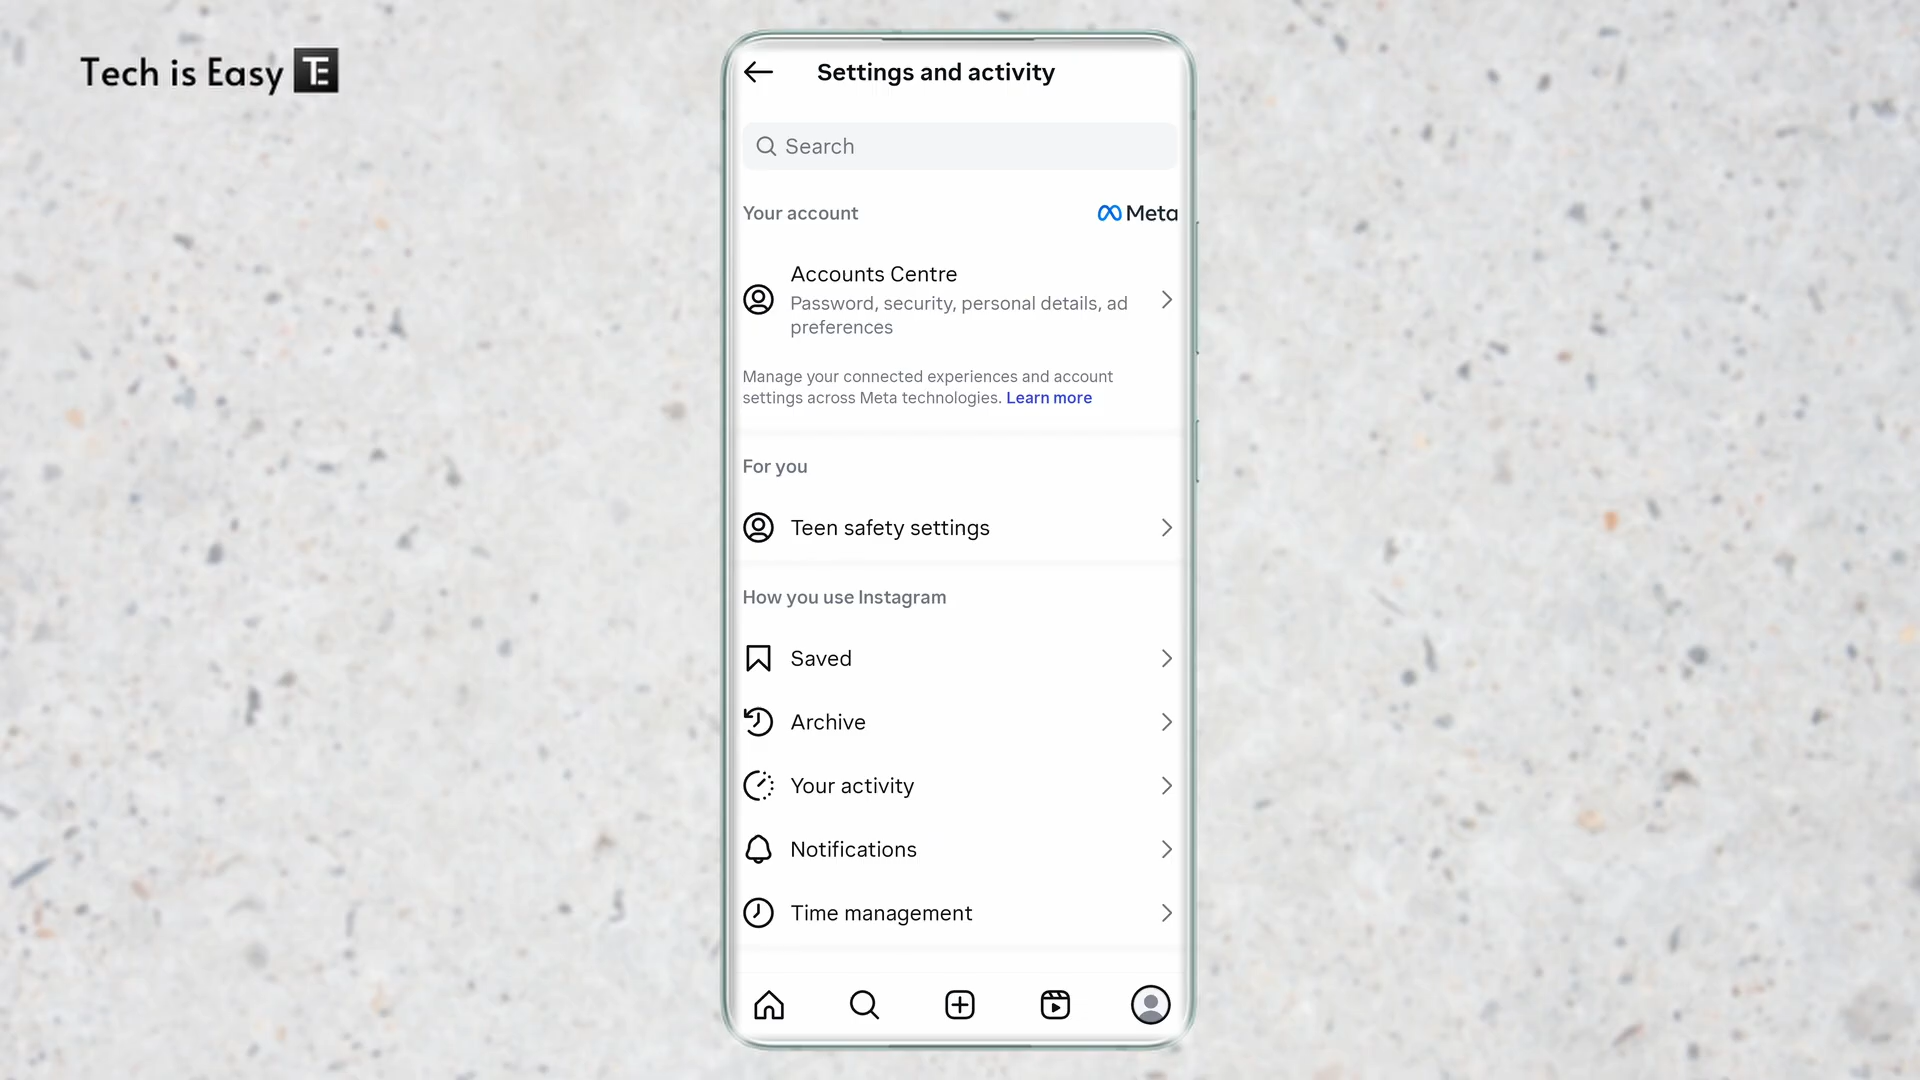 Tech is Easy TE
Settings and activity
Search
Your account
Meta
Accounts Centre
Password, security, personal details, ad
preferences
Manage your connected experiences and account
settings across Meta technologies. Learn more
For you
Teen safety settings
How you use Instagram
Saved
Archive
Your activity
Notifications
Time management